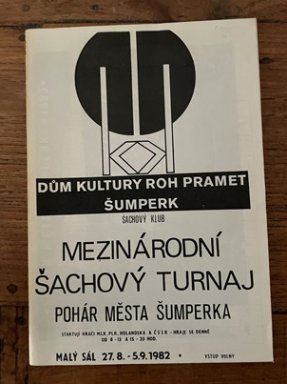 DŮM KULTURY ROH PRAMET
ŠUMPERK
ŠACHOVÝ KLUB
MEZINÁRODNÍ
ŠACHOVÝ TURNAJ
POHÁR MĚSTA ŠUMPERKA
STARTUJÍ HRÁČI MLR, PLR, HOLANDSKA A ČSSR - HRAJE SE DENNĚ
OD 8 - 13 A 15 - 20 HOD.
MALÝ SÁL 27.8. - 5.9.1982 • VSTUP VOLNÝ